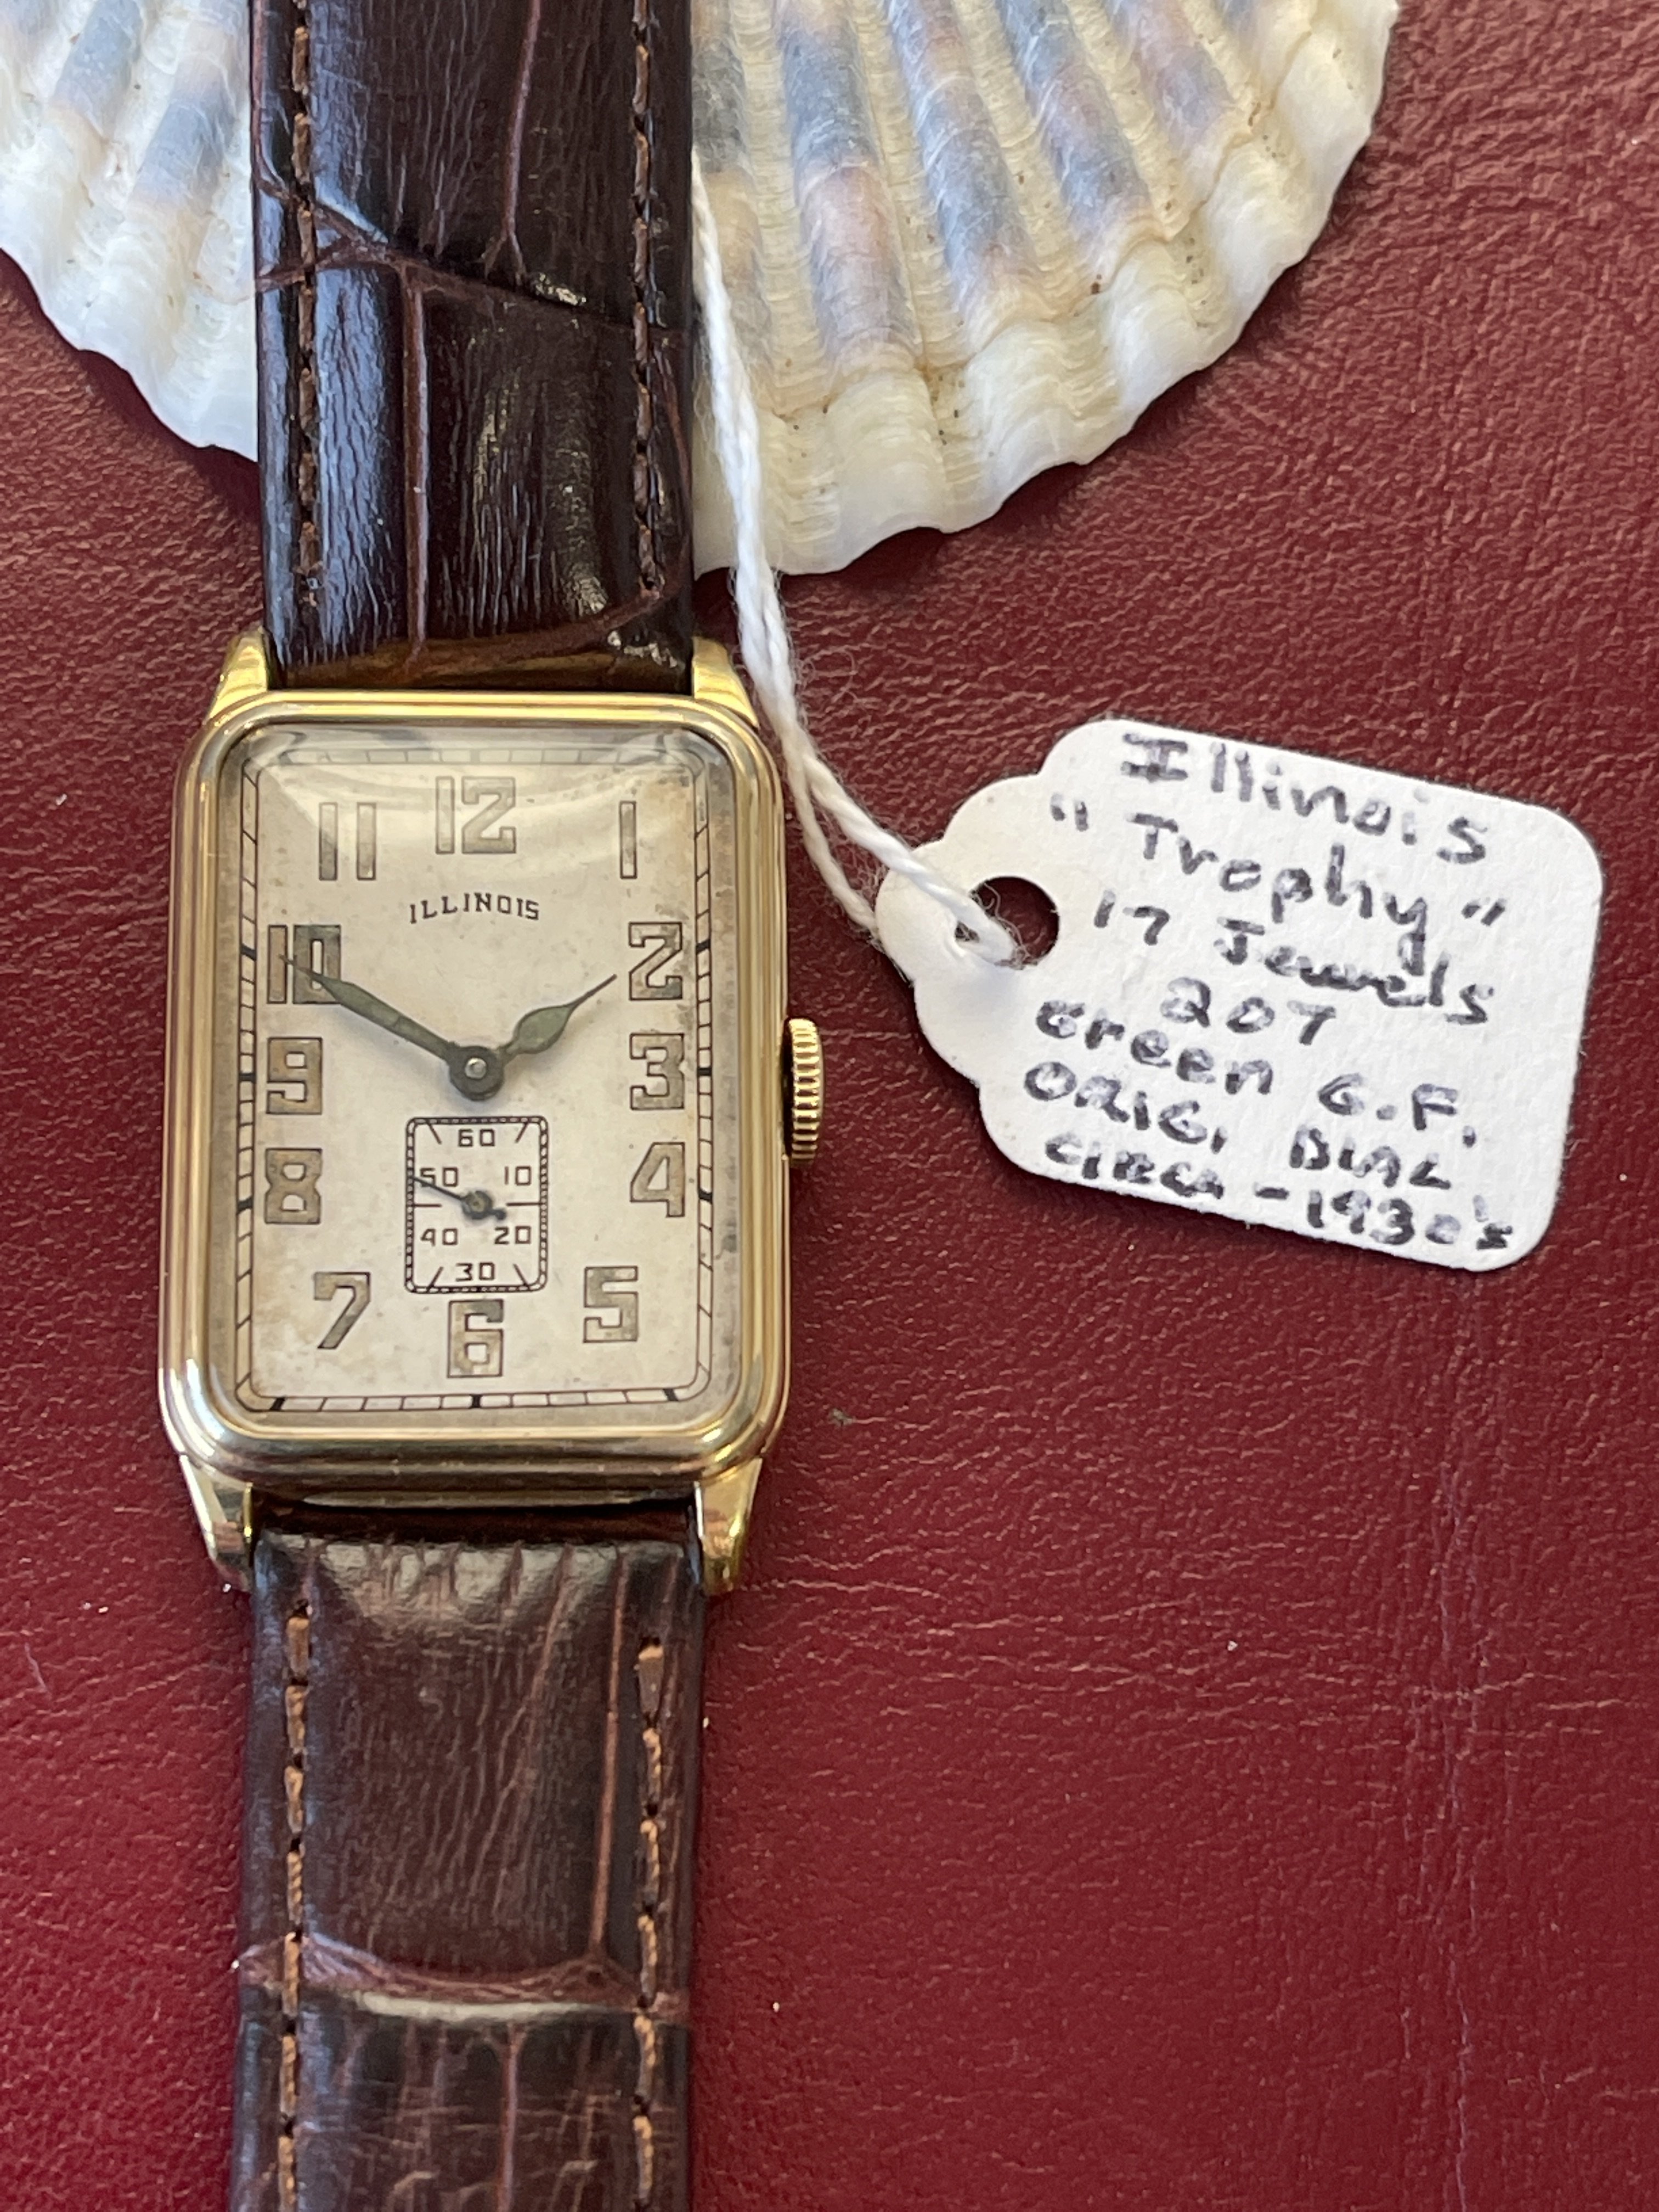 11 12 1
ILLINOIS
10 2
9 3
8 4
7 6 5
60
50 10
40 20
30
Illinois
"Trophy"
17 Jewels
207
Green G.F.
ORIG. DIAL
CIRCA - 1930's